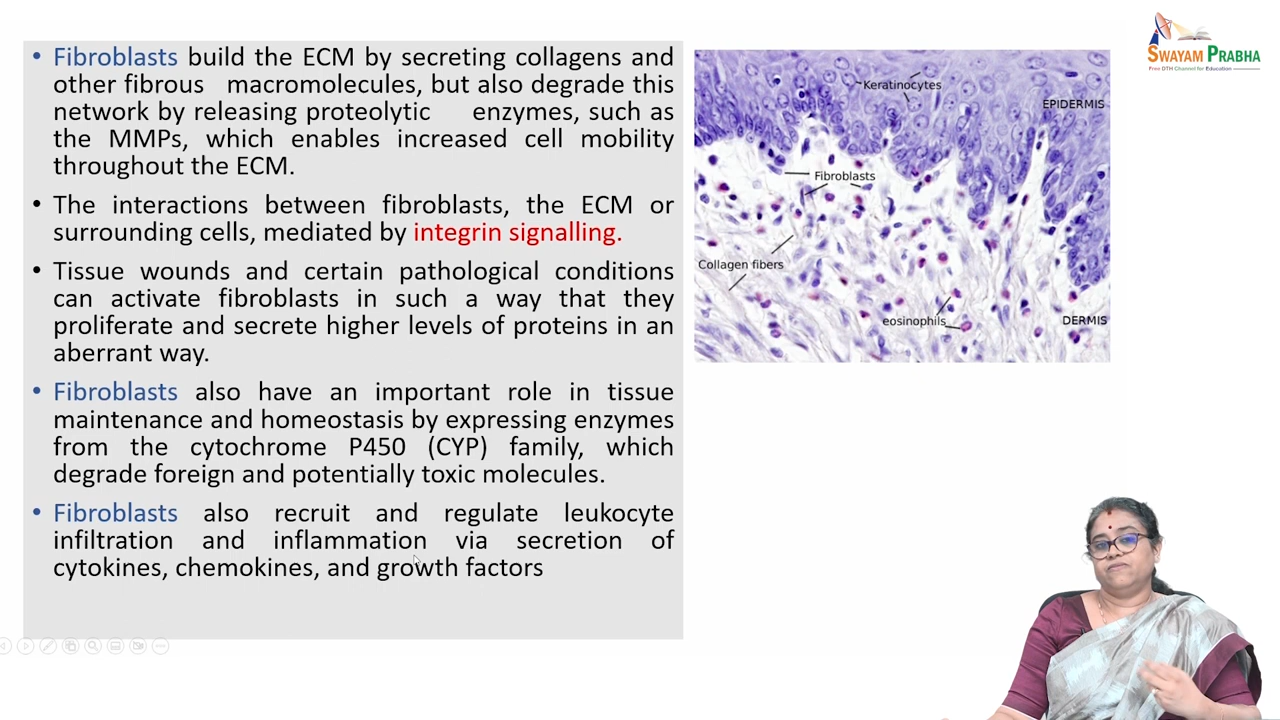 • Fibroblasts build the ECM by secreting collagens and
other fibrous macromolecules, but also degrade this
network by releasing proteolytic enzymes, such as
the MMPs, which enables increased cell mobility
throughout the ECM.
• The interactions between fibroblasts, the ECM or
surrounding cells, mediated by integrin signalling.
• Tissue wounds and certain pathological conditions
can activate fibroblasts in such a way that they
proliferate and secrete higher levels of proteins in an
aberrant way.
• Fibroblasts also have an important role in tissue
maintenance and homeostasis by expressing enzymes
from the cytochrome P450 (CYP) family, which
degrade foreign and potentially toxic molecules.
• Fibroblasts also recruit and regulate leukocyte
infiltration and inflammation via secretion of
cytokines, chemokines, and growth factors
Keratinocytes
EPIDERMIS
Fibroblasts
Collagen fibers
eosinophils
DERMIS
SWAYAM PRABHA
Free DTH Channel for Education